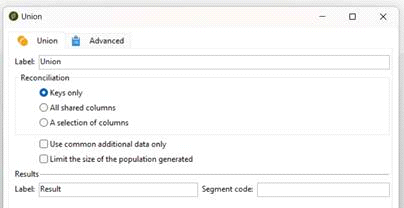 Union
Union Advanced
Label: Union
Reconciliation
Keys only
All shared columns
A selection of columns
Use common additional data only
Limit the size of the population generated
Results
Label: Result Segment code: